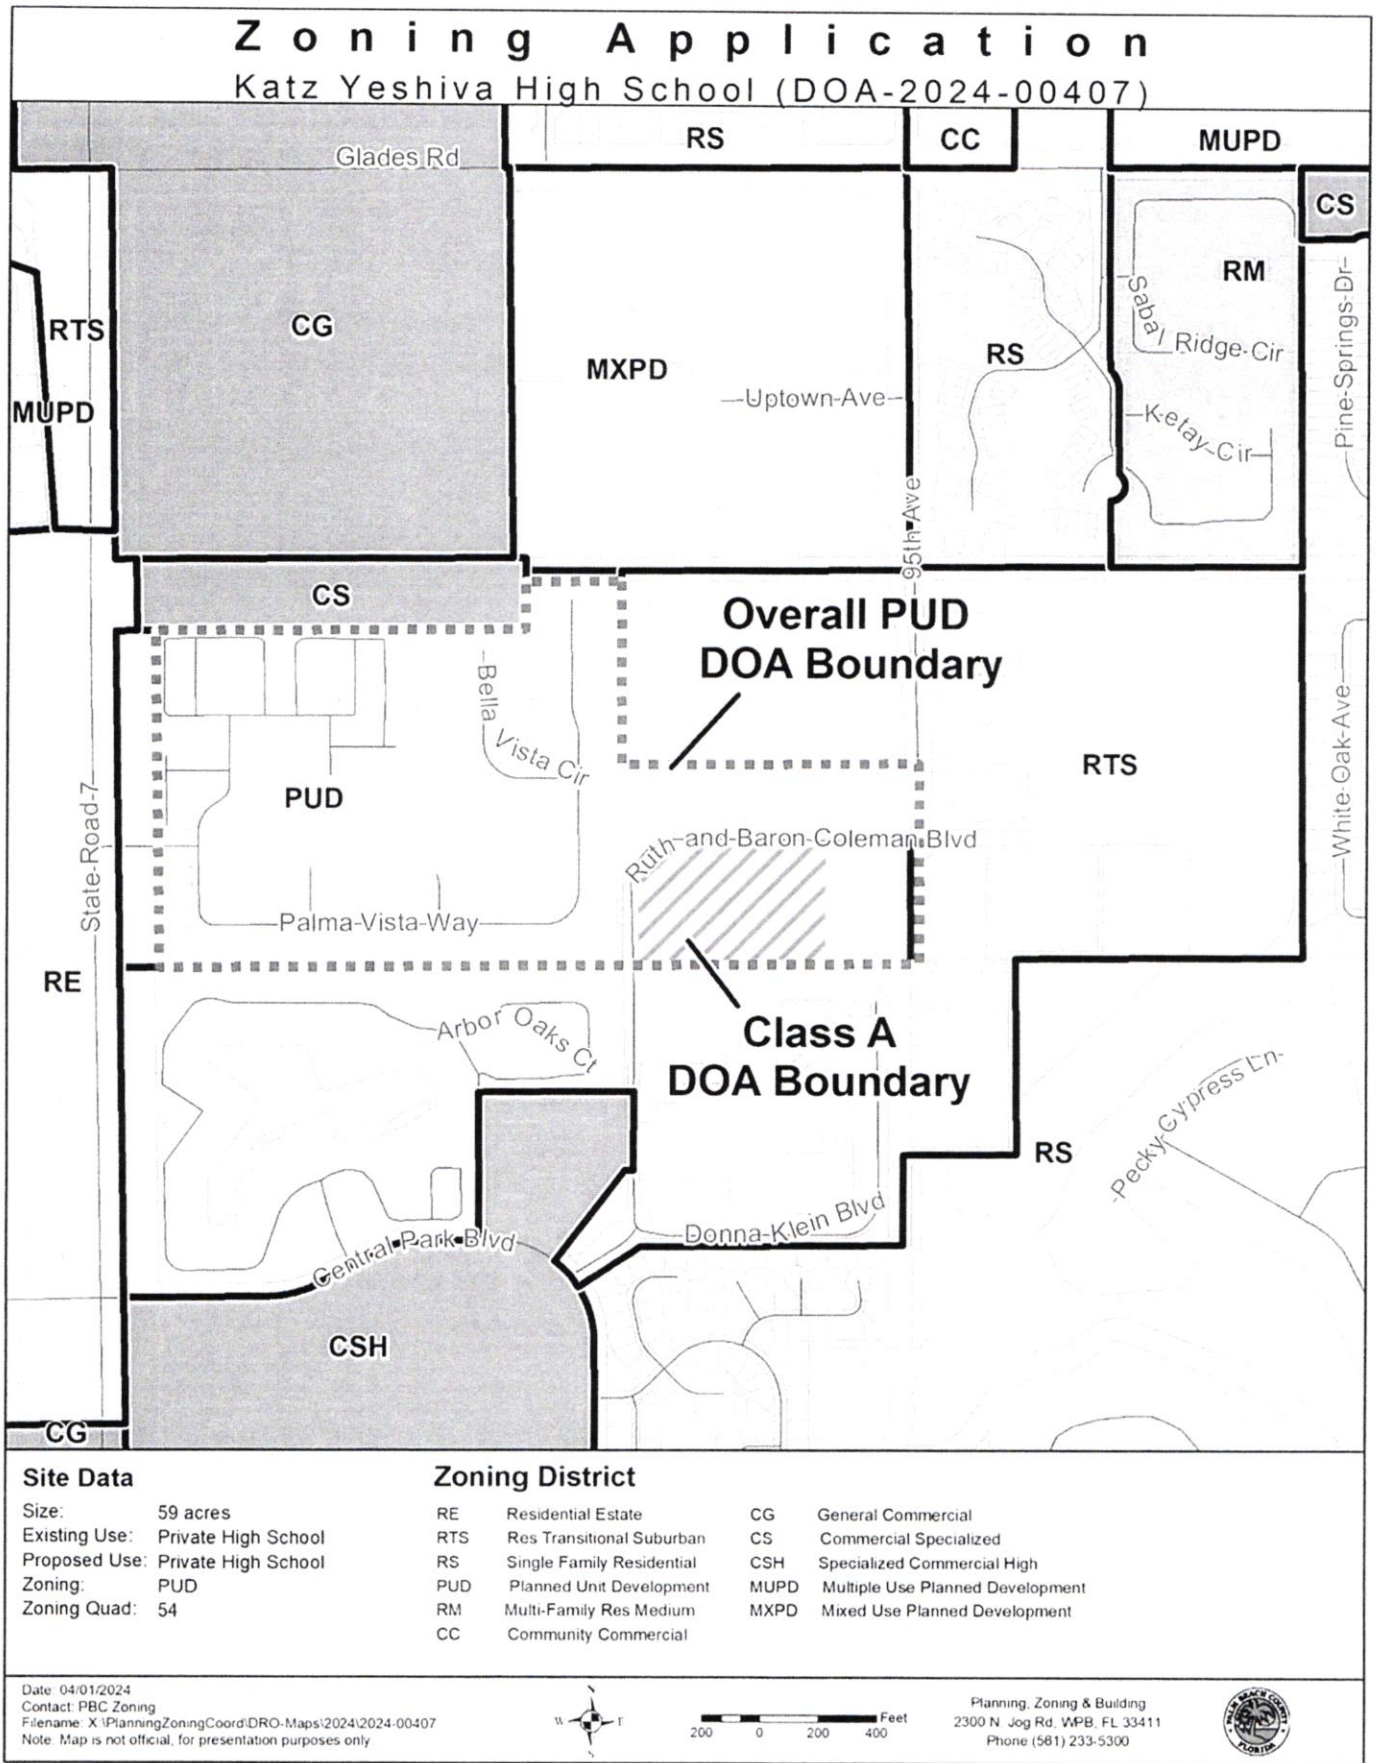 Zoning Application
Katz Yeshiva High School (DOA-2024-00407)
RS
CC
MUPD
Glades Rd
CS
RM
Sabal Ridge-Cir
Pine-Springs-Dr
RTS
CG
MXPD
RS
Uptown-Ave
MUPD
Ketay-Cir
95th Ave
CS
Overall PUD
DOA Boundary
Bella Vista Cir
RTS
White-Oak-Ave
PUD
State-Road-7
Ruth-and-Baron-Coleman Blvd
Palma-Vista-Way
RE
Arbor Oaks Ct
Class A
DOA Boundary
Pecky-Cypress Ln
RS
Donna-Klein Blvd
Central-Park-Blvd
CSH
CG
Site Data
Size: 59 acres
Existing Use: Private High School
Proposed Use: Private High School
Zoning: PUD
Zoning Quad: 54
Zoning District
RE Residential Estate
RTS Res Transitional Suburban
RS Single Family Residential
PUD Planned Unit Development
RM Multi-Family Res Medium
CC Community Commercial
CG General Commercial
CS Commercial Specialized
CSH Specialized Commercial High
MUPD Multiple Use Planned Development
MXPD Mixed Use Planned Development
Date: 04/01/2024
Contact: PBC Zoning
Filename: X:\PlanningZoningCoord\DRO-Maps\2024\2024-00407
Note: Map is not official, for presentation purposes only
N
W E
S
Feet
200 0 200 400
Planning, Zoning & Building
2300 N. Jog Rd, WPB, FL 33411
Phone (561) 233-5300
PALM BEACH COUNTY
FLORIDA